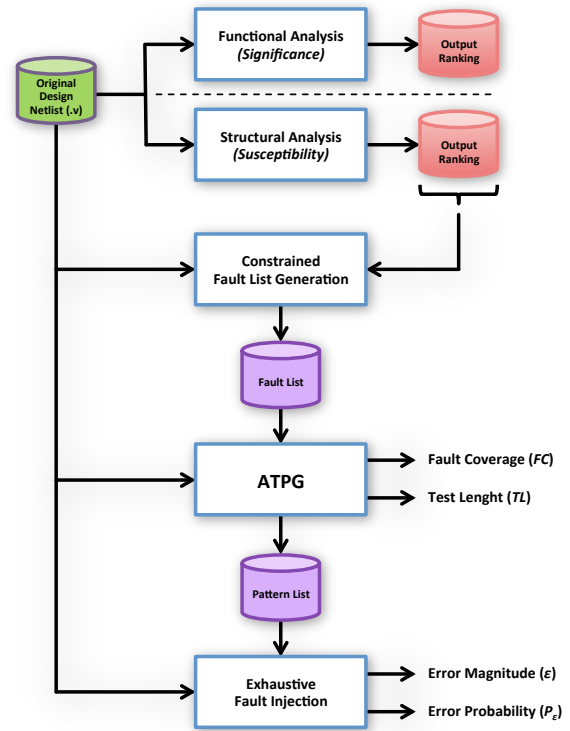 Functional Analysis
(Significance)
Output
Ranking
Original
Design
Netlist (.v)
Structural Analysis
(Susceptibility)
Output
Ranking
Constrained
Fault List Generation
Fault List
ATPG
Fault Coverage (FC)
Test Lenght (TL)
Pattern List
Exhaustive
Fault Injection
Error Magnitude (ε)
Error Probability (Pε)